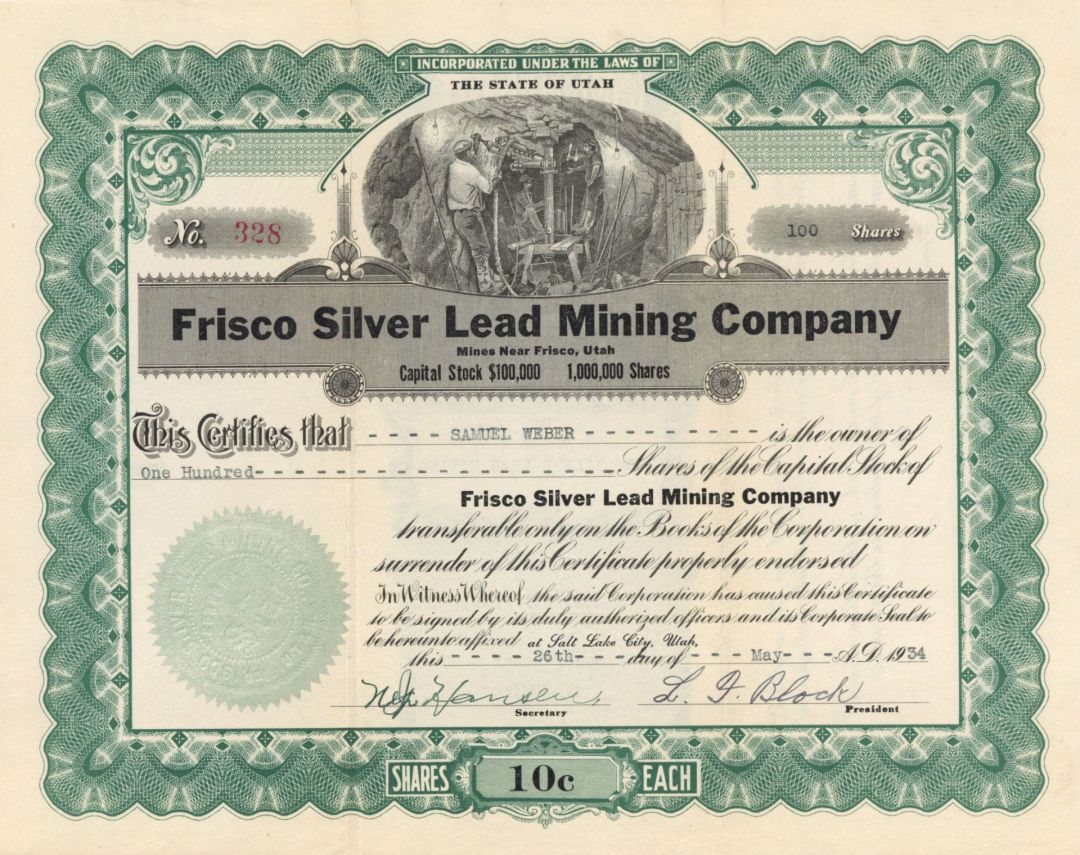 INCORPORATED UNDER THE LAWS OF
THE STATE OF UTAH
No. 328
100 Shares
Frisco Silver Lead Mining Company
Mines Near Frisco, Utah
Capital Stock $100,000 1,000,000 Shares
This Certifies that - - - - SAMUEL WEBER - - - - - - - - - - is the owner of
One Hundred - - - - - - - - - - - - - - - - - - - Shares of the Capital Stock of
Frisco Silver Lead Mining Company
transferable only on the Books of the Corporation on
surrender of this Certificate properly endorsed
In Witness Whereof the said Corporation has caused this Certificate
to be signed by its duly authorized officers and its Corporate Seal to
be hereunto affixed at Salt Lake City, Utah,
this - - - - 26th - - - day of - - - May - - - A.D. 1934
Hansen L. F. Block
Secretary President
SHARES 10c EACH